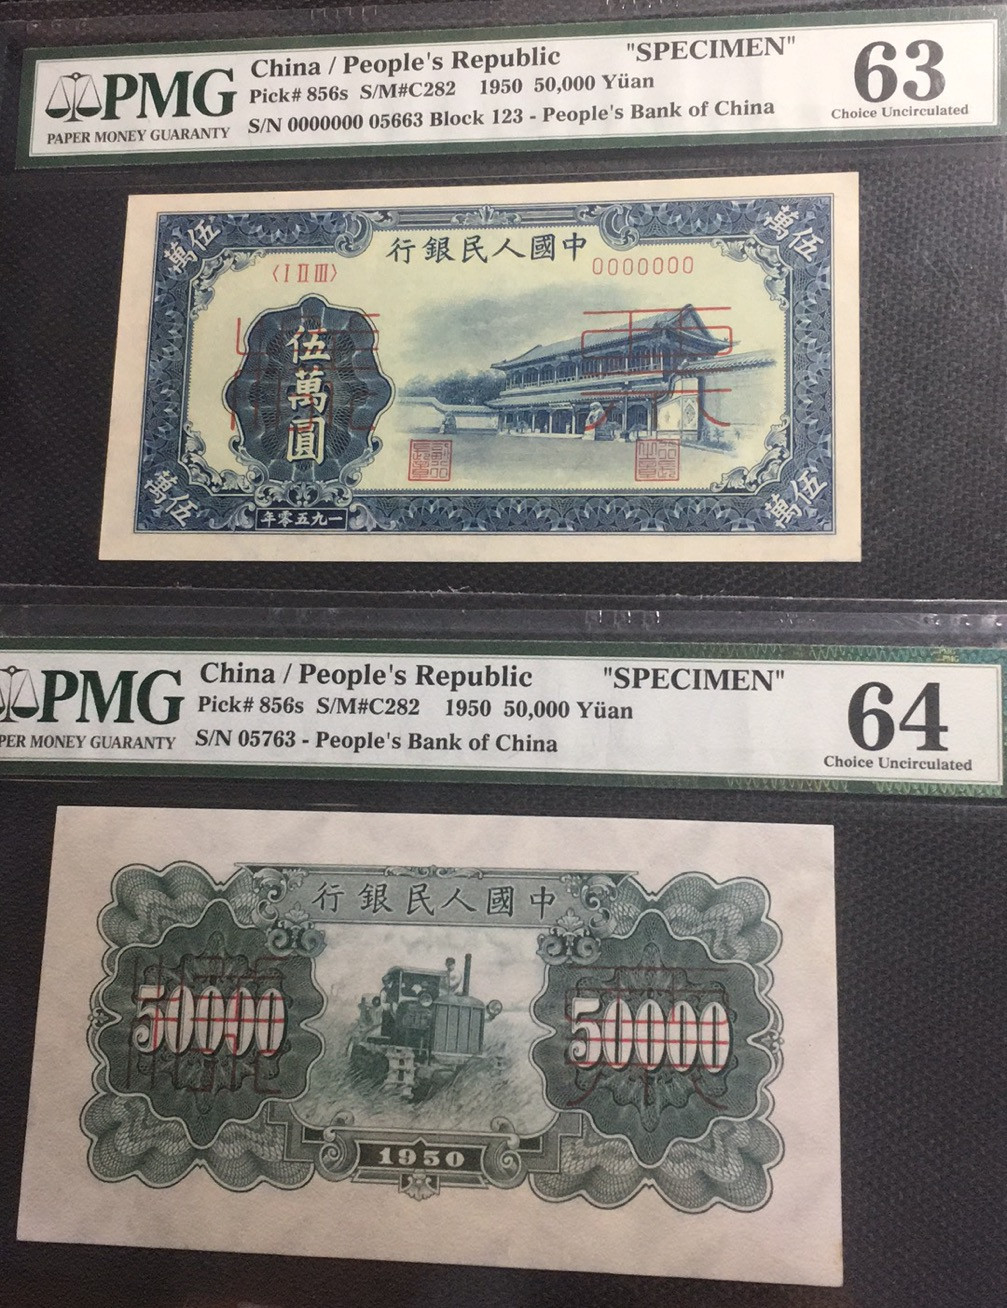 PMG
PAPER MONEY GUARANTY
China / People's Republic "SPECIMEN"
Pick# 856s S/M#C282 1950 50,000 Yüan
S/N 0000000 05663 Block 123 - People's Bank of China
63
Choice Uncirculated
伍萬
伍萬
行銀民人國中
〈I II III〉
0000000
伍萬圓
伍萬
伍萬
年零五九一
PMG
PER MONEY GUARANTY
China / People's Republic "SPECIMEN"
Pick# 856s S/M#C282 1950 50,000 Yüan
S/N 05763 - People's Bank of China
64
Choice Uncirculated
行銀民人國中
50000
50000
1950